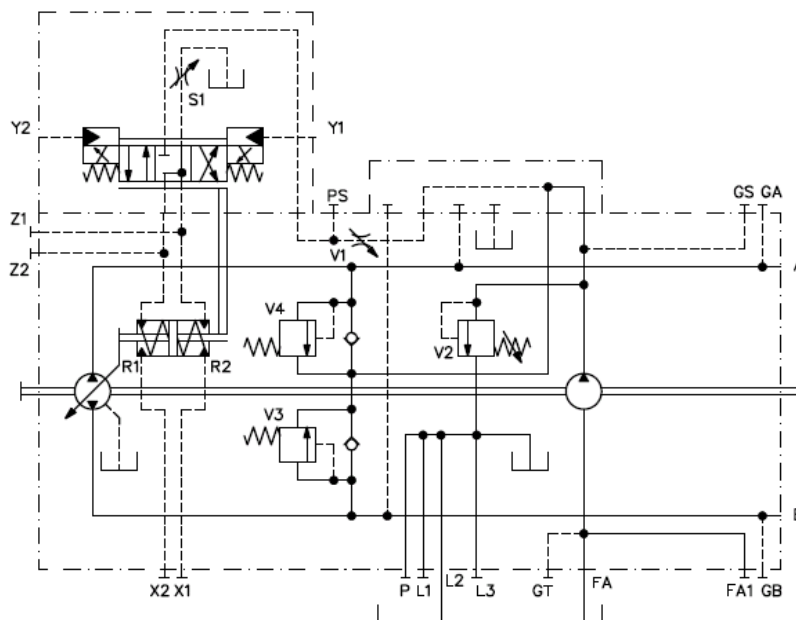 S1
Y2 Y1
PS GS GA
Z1
V1
Z2
V4
V2
R1 R2
V3
X2 X1 P L1 L2 L3 GT FA FA1 GB